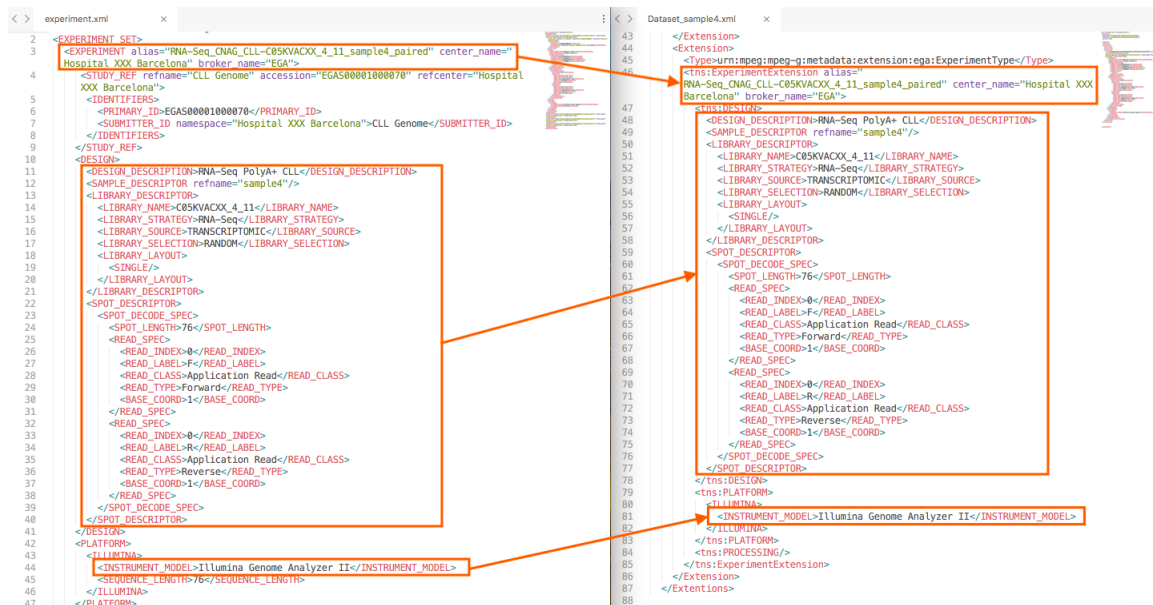 experiment.xml ×
2 <EXPERIMENT_SET>
3 <EXPERIMENT alias="RNA-Seq_CNAG_CLL-C05KVACXX_4_11_sample4_paired" center_name="
Hospital XXX Barcelona" broker_name="EGA">
4 <STUDY_REF refname="CLL Genome" accession="EGAS00001000070" refcenter="Hospital
XXX Barcelona">
5 <IDENTIFIERS>
6 <PRIMARY_ID>EGAS00001000070</PRIMARY_ID>
7 <SUBMITTER_ID namespace="Hospital XXX Barcelona">CLL Genome</SUBMITTER_ID>
8 </IDENTIFIERS>
9 </STUDY_REF>
10 <DESIGN>
11 <DESIGN_DESCRIPTION>RNA-Seq PolyA+ CLL</DESIGN_DESCRIPTION>
12 <SAMPLE_DESCRIPTOR refname="sample4"/>
13 <LIBRARY_DESCRIPTOR>
14 <LIBRARY_NAME>C05KVACXX_4_11</LIBRARY_NAME>
15 <LIBRARY_STRATEGY>RNA-Seq</LIBRARY_STRATEGY>
16 <LIBRARY_SOURCE>TRANSCRIPTOMIC</LIBRARY_SOURCE>
17 <LIBRARY_SELECTION>RANDOM</LIBRARY_SELECTION>
18 <LIBRARY_LAYOUT>
19 <SINGLE/>
20 </LIBRARY_LAYOUT>
21 </LIBRARY_DESCRIPTOR>
22 <SPOT_DESCRIPTOR>
23 <SPOT_DECODE_SPEC>
24 <SPOT_LENGTH>76</SPOT_LENGTH>
25 <READ_SPEC>
26 <READ_INDEX>0</READ_INDEX>
27 <READ_LABEL>F</READ_LABEL>
28 <READ_CLASS>Application Read</READ_CLASS>
29 <READ_TYPE>Forward</READ_TYPE>
30 <BASE_COORD>1</BASE_COORD>
31 </READ_SPEC>
32 <READ_SPEC>
33 <READ_INDEX>0</READ_INDEX>
34 <READ_LABEL>R</READ_LABEL>
35 <READ_CLASS>Application Read</READ_CLASS>
36 <READ_TYPE>Reverse</READ_TYPE>
37 <BASE_COORD>1</BASE_COORD>
38 </READ_SPEC>
39 </SPOT_DECODE_SPEC>
40 </SPOT_DESCRIPTOR>
41 </DESIGN>
42 <PLATFORM>
43 <ILLUMINA>
44 <INSTRUMENT_MODEL>Illumina Genome Analyzer II</INSTRUMENT_MODEL>
45 <SEQUENCE_LENGTH>76</SEQUENCE_LENGTH>
46 </ILLUMINA>
47 </PLATFORM>
Dataset_sample4.xml ×
43 </Extension>
44 <Extension>
45 <Type>urn:mpeg:mpeg-g:metadata:extension:ega:ExperimentType</Type>
46 <tns:ExperimentExtension alias="
RNA-Seq_CNAG_CLL-C05KVACXX_4_11_sample4_paired" center_name="Hospital XXX
Barcelona" broker_name="EGA">
47 <tns:DESIGN>
48 <DESIGN_DESCRIPTION>RNA-Seq PolyA+ CLL</DESIGN_DESCRIPTION>
49 <SAMPLE_DESCRIPTOR refname="sample4"/>
50 <LIBRARY_DESCRIPTOR>
51 <LIBRARY_NAME>C05KVACXX_4_11</LIBRARY_NAME>
52 <LIBRARY_STRATEGY>RNA-Seq</LIBRARY_STRATEGY>
53 <LIBRARY_SOURCE>TRANSCRIPTOMIC</LIBRARY_SOURCE>
54 <LIBRARY_SELECTION>RANDOM</LIBRARY_SELECTION>
55 <LIBRARY_LAYOUT>
56 <SINGLE/>
57 </LIBRARY_LAYOUT>
58 </LIBRARY_DESCRIPTOR>
59 <SPOT_DESCRIPTOR>
60 <SPOT_DECODE_SPEC>
61 <SPOT_LENGTH>76</SPOT_LENGTH>
62 <READ_SPEC>
63 <READ_INDEX>0</READ_INDEX>
64 <READ_LABEL>F</READ_LABEL>
65 <READ_CLASS>Application Read</READ_CLASS>
66 <READ_TYPE>Forward</READ_TYPE>
67 <BASE_COORD>1</BASE_COORD>
68 </READ_SPEC>
69 <READ_SPEC>
70 <READ_INDEX>0</READ_INDEX>
71 <READ_LABEL>R</READ_LABEL>
72 <READ_CLASS>Application Read</READ_CLASS>
73 <READ_TYPE>Reverse</READ_TYPE>
74 <BASE_COORD>1</BASE_COORD>
75 </READ_SPEC>
76 </SPOT_DECODE_SPEC>
77 </SPOT_DESCRIPTOR>
78 </tns:DESIGN>
79 <tns:PLATFORM>
80 <ILLUMINA>
81 <INSTRUMENT_MODEL>Illumina Genome Analyzer II</INSTRUMENT_MODEL>
82 </ILLUMINA>
83 </tns:PLATFORM>
84 <tns:PROCESSING/>
85 </tns:ExperimentExtension>
86 </Extension>
87 </Extentions>
88